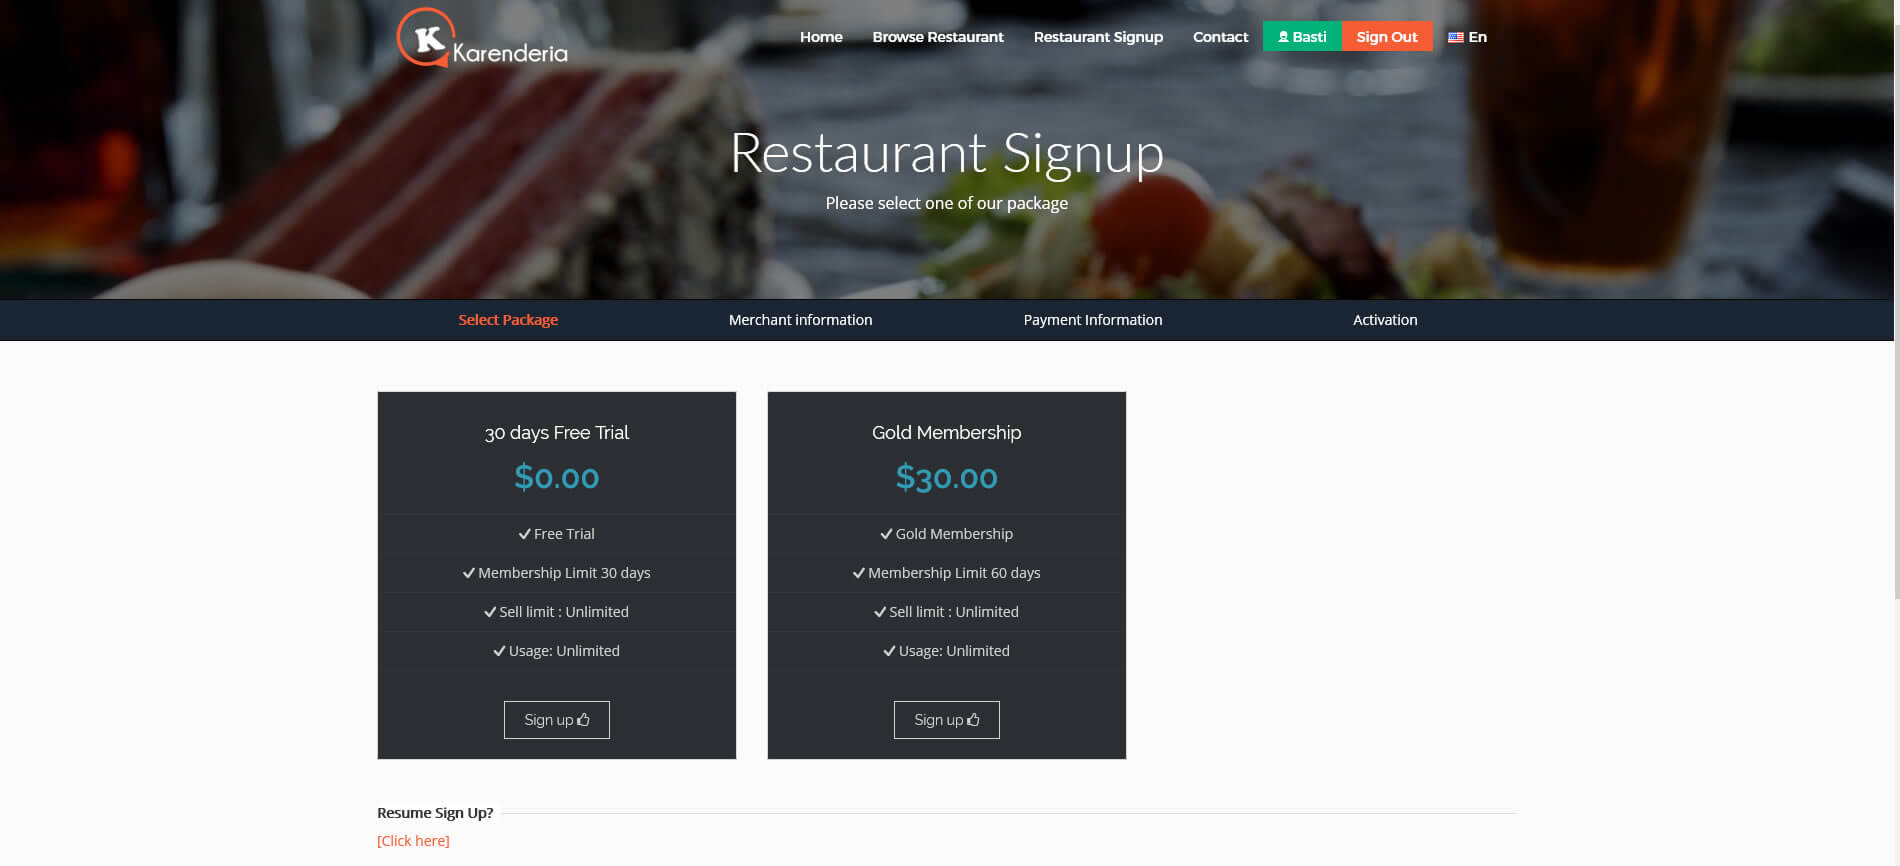 Karenderia
Home Browse Restaurant Restaurant Signup Contact Basti Sign Out En
Restaurant Signup
Please select one of our package
Select Package Merchant information Payment Information Activation
30 days Free Trial
$0.00
Free Trial
Membership Limit 30 days
Sell limit : Unlimited
Usage: Unlimited
Sign up
Gold Membership
$30.00
Gold Membership
Membership Limit 60 days
Sell limit : Unlimited
Usage: Unlimited
Sign up
Resume Sign Up?
[Click here]